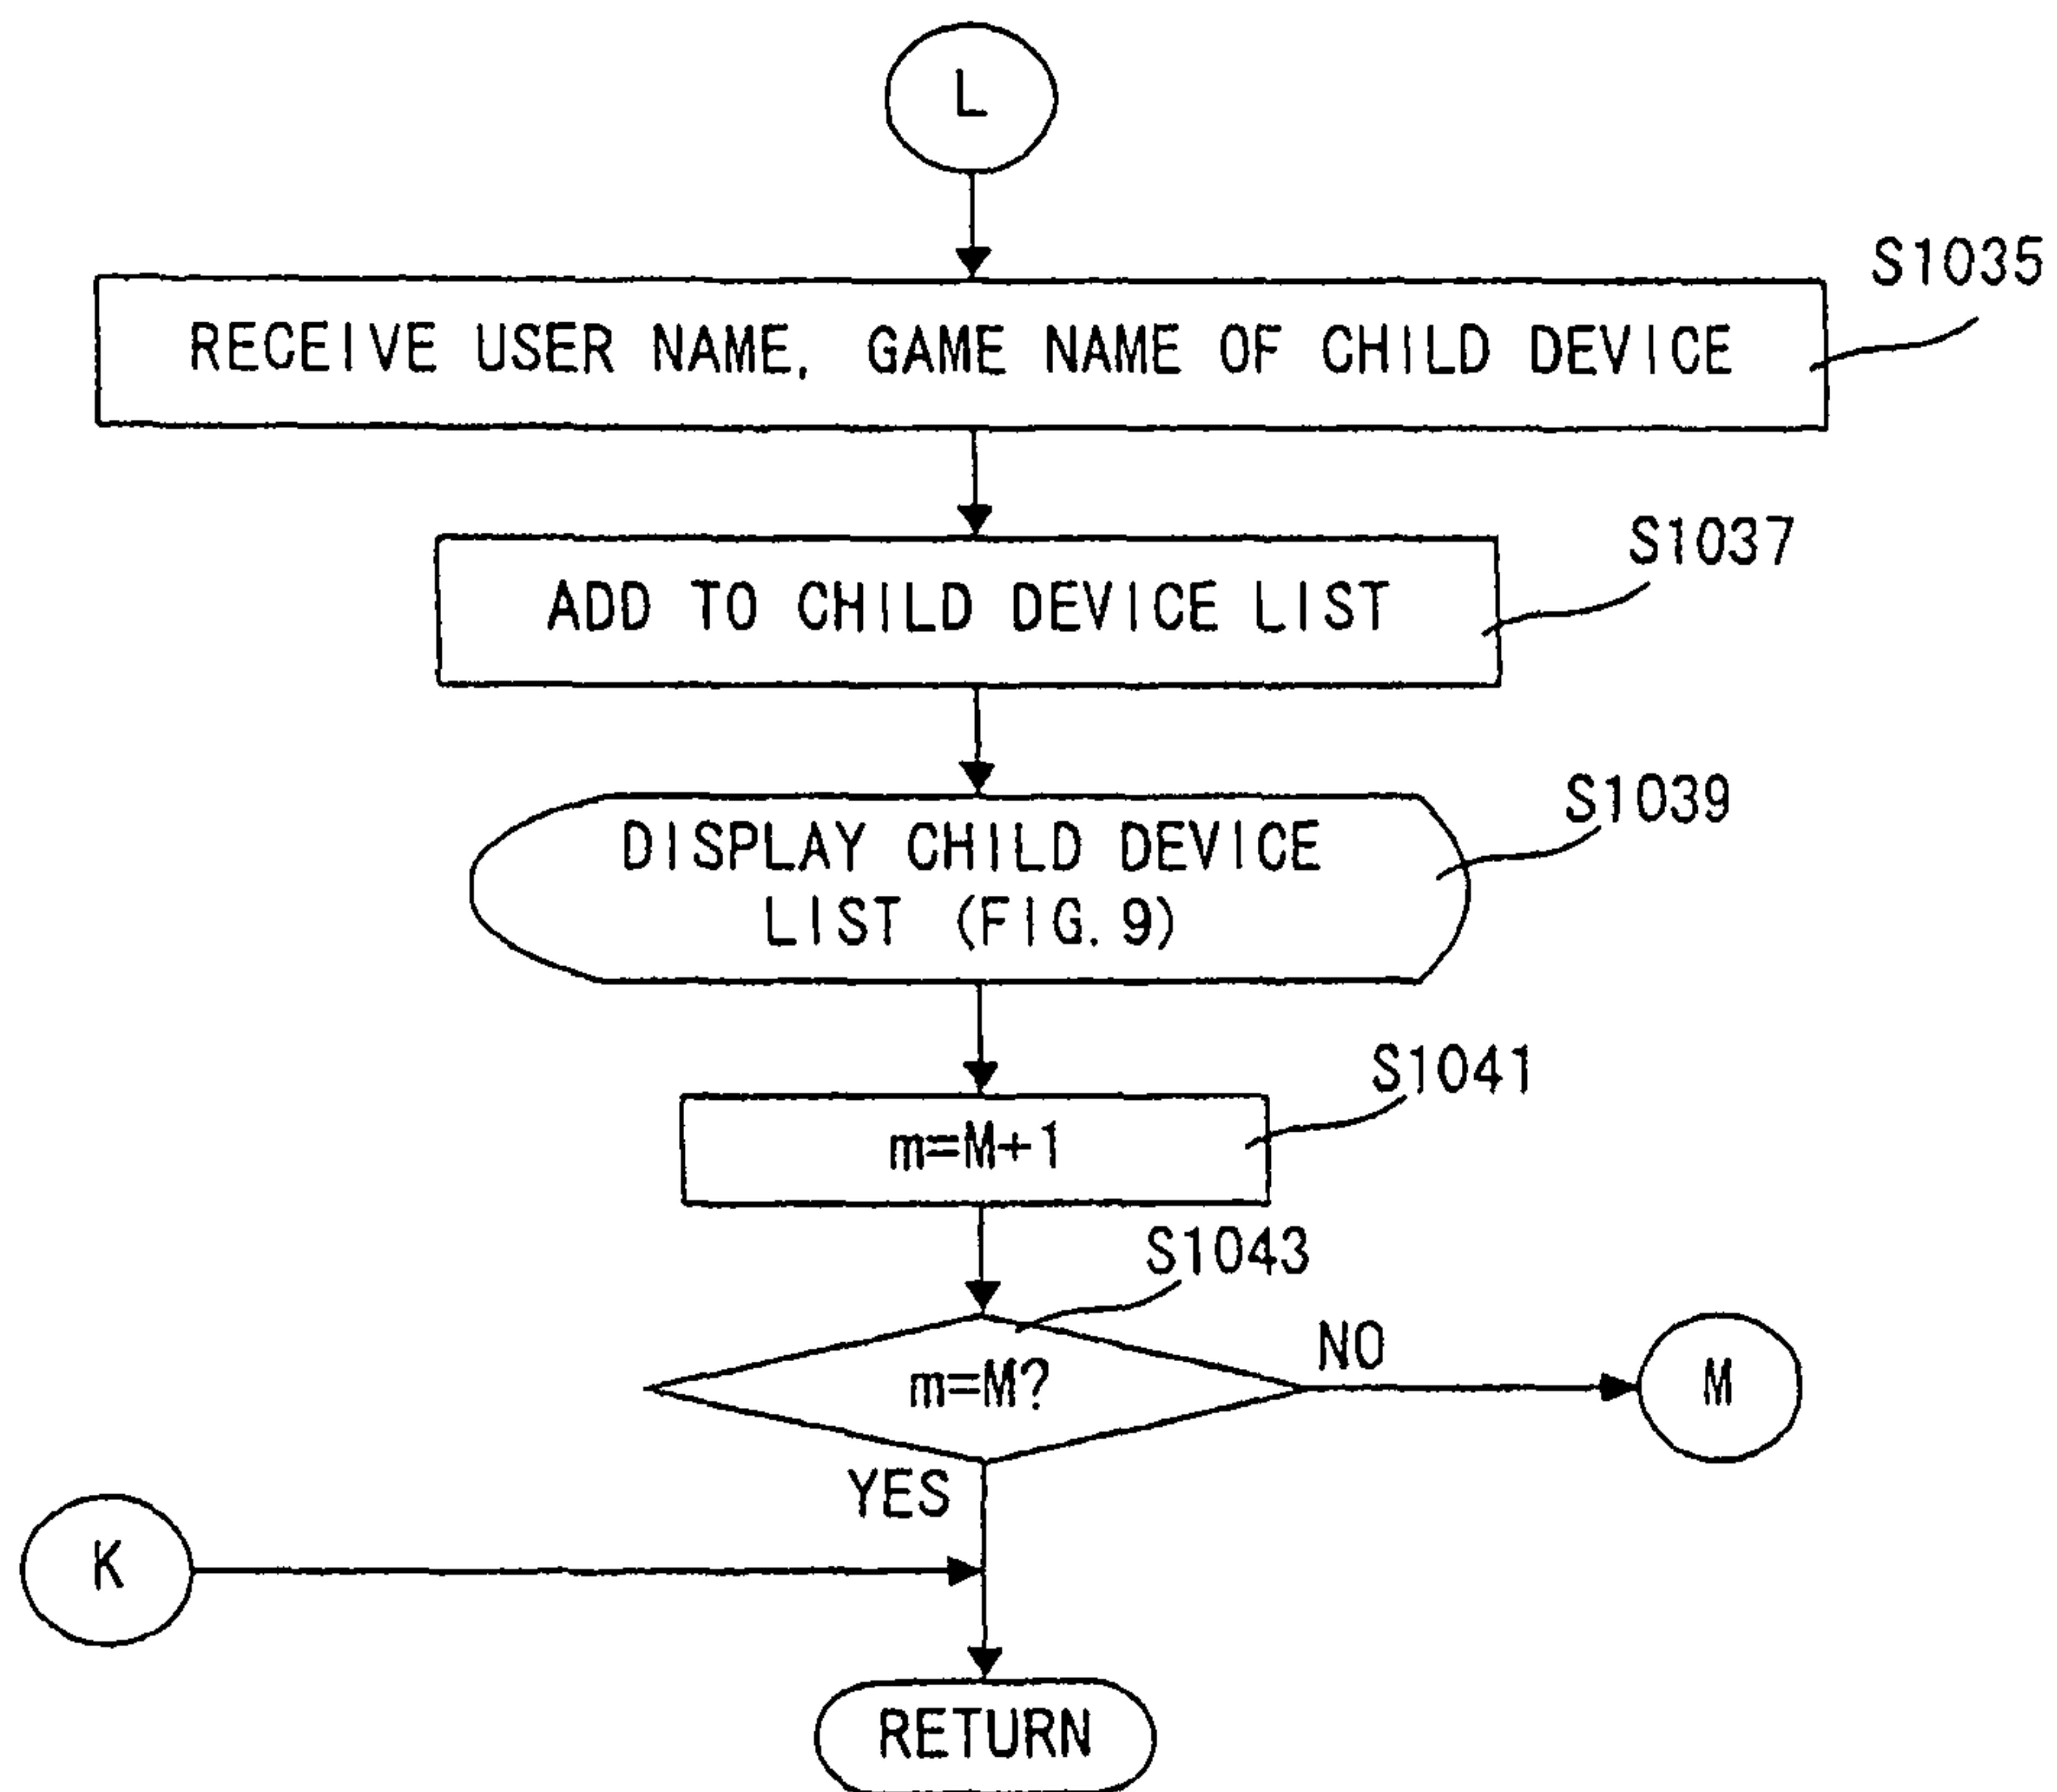 L
S1035
RECEIVE USER NAME, GAME NAME OF CHILD DEVICE
S1037
ADD TO CHILD DEVICE LIST
S1039
DISPLAY CHILD DEVICE
LIST (FIG. 9)
S1041
m=M+1
S1043
m=M?
NO
M
YES
K
RETURN